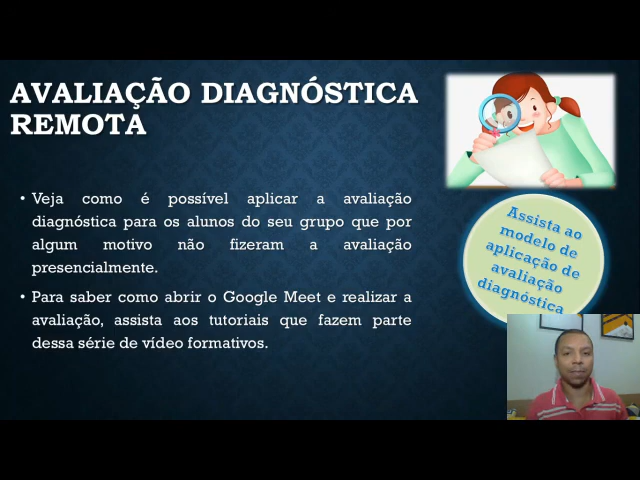 AVALIAÇÃO DIAGNÓSTICA
REMOTA
• Veja como é possível aplicar a avaliação
diagnóstica para os alunos do seu grupo que por
algum motivo não fizeram a avaliação
presencialmente.
• Para saber como abrir o Google Meet e realizar a
avaliação, assista aos tutoriais que fazem parte
dessa série de vídeo formativos.
Assista ao
modelo de
aplicação de
avaliação
diagnóstica